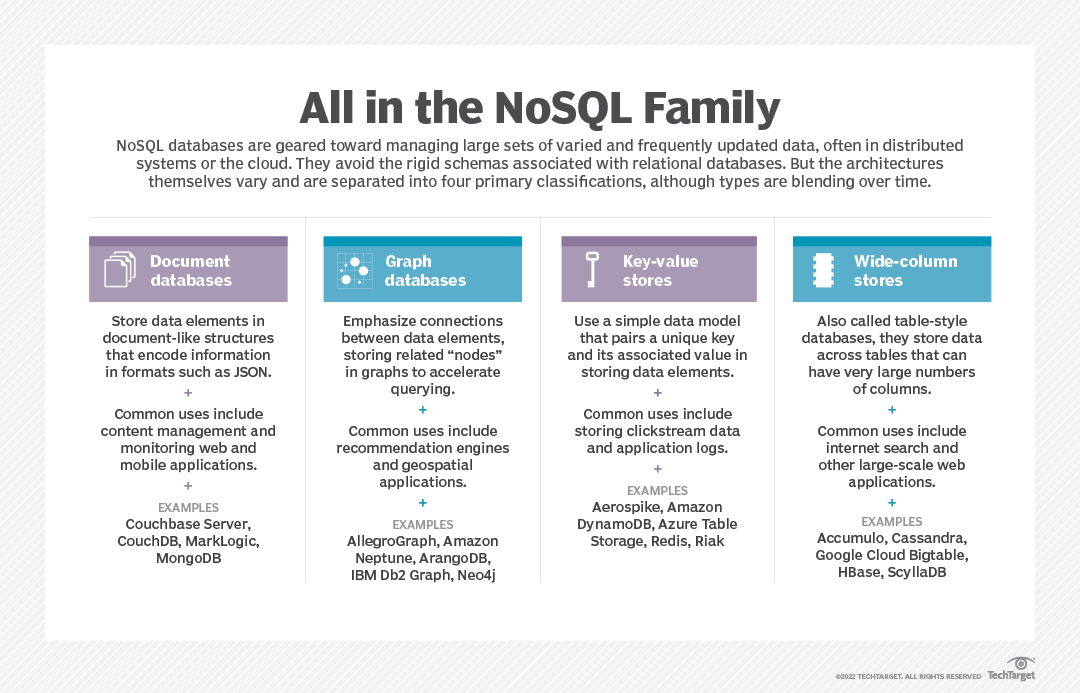 All in the NoSQL Family
NoSQL databases are geared toward managing large sets of varied and frequently updated data, often in distributed
systems or the cloud. They avoid the rigid schemas associated with relational databases. But the architectures
themselves vary and are separated into four primary classifications, although types are blending over time.
Document
databases
Store data elements in
document-like structures
that encode information
in formats such as JSON.
+
Common uses include
content management and
monitoring web and
mobile applications.
+
EXAMPLES
Couchbase Server,
CouchDB, MarkLogic,
MongoDB
Graph
databases
Emphasize connections
between data elements,
storing related “nodes”
in graphs to accelerate
querying.
+
Common uses include
recommendation engines
and geospatial
applications.
+
EXAMPLES
AllegroGraph, Amazon
Neptune, ArangoDB,
IBM Db2 Graph, Neo4j
Key-value
stores
Use a simple data model
that pairs a unique key
and its associated value in
storing data elements.
+
Common uses include
storing clickstream data
and application logs.
+
EXAMPLES
Aerospike, Amazon
DynamoDB, Azure Table
Storage, Redis, Riak
Wide-column
stores
Also called table-style
databases, they store data
across tables that can
have very large numbers
of columns.
+
Common uses include
internet search and
other large-scale web
applications.
+
EXAMPLES
Accumulo, Cassandra,
Google Cloud Bigtable,
HBase, ScyllaDB
©2022 TECHTARGET. ALL RIGHTS RESERVED TechTarget